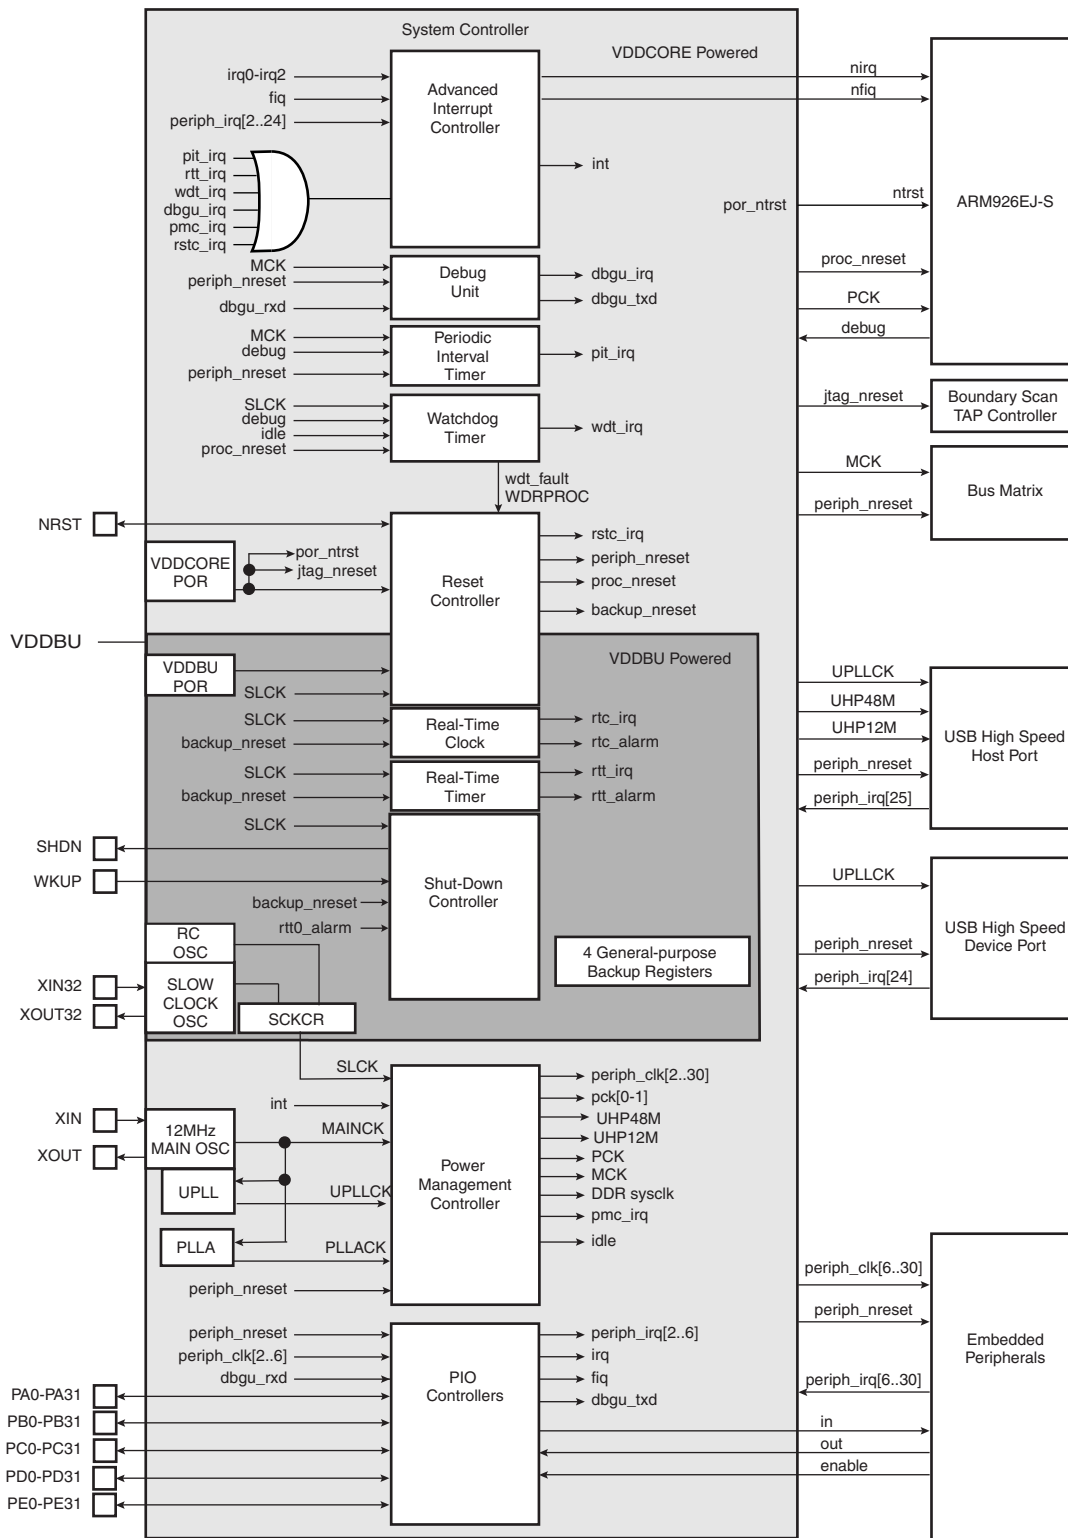 System Controller
VDDCORE Powered
irq0-irq2
fiq
periph_irq[2..24]
Advanced
Interrupt
Controller
nirq
nfiq
int
pit_irq
rtt_irq
wdt_irq
dbgu_irq
pmc_irq
rstc_irq
por_ntrst
ntrst
ARM926EJ-S
MCK
periph_nreset
dbgu_rxd
Debug
Unit
dbgu_irq
dbgu_txd
proc_nreset
PCK
debug
MCK
debug
periph_nreset
Periodic
Interval
Timer
pit_irq
SLCK
debug
idle
proc_nreset
Watchdog
Timer
wdt_irq
jtag_nreset
Boundary Scan
TAP Controller
wdt_fault
WDRPROC
MCK
periph_nreset
Bus Matrix
NRST
VDDCORE
POR
por_ntrst
jtag_nreset
Reset
Controller
rstc_irq
periph_nreset
proc_nreset
backup_nreset
VDDBU
VDDBU Powered
VDDBU
POR
SLCK
SLCK
backup_nreset
Real-Time
Clock
rtc_irq
rtc_alarm
SLCK
backup_nreset
Real-Time
Timer
rtt_irq
rtt_alarm
UPLLCK
UHP48M
UHP12M
periph_nreset
periph_irq[25]
USB High Speed
Host Port
SLCK
SHDN
WKUP
backup_nreset
rtt0_alarm
Shut-Down
Controller
4 General-purpose
Backup Registers
UPLLCK
periph_nreset
periph_irq[24]
USB High Speed
Device Port
RC
OSC
XIN32
XOUT32
SLOW
CLOCK
OSC
SCKCR
SLCK
int
XIN
XOUT
12MHz
MAIN OSC
MAINCK
UPLL
UPLLCK
PLLA
PLLACK
periph_nreset
Power
Management
Controller
periph_clk[2..30]
pck[0-1]
UHP48M
UHP12M
PCK
MCK
DDR sysclk
pmc_irq
idle
periph_clk[6..30]
periph_nreset
periph_irq[6..30]
in
out
enable
Embedded
Peripherals
periph_nreset
periph_clk[2..6]
dbgu_rxd
PIO
Controllers
periph_irq[2..6]
irq
fiq
dbgu_txd
PA0-PA31
PB0-PB31
PC0-PC31
PD0-PD31
PE0-PE31